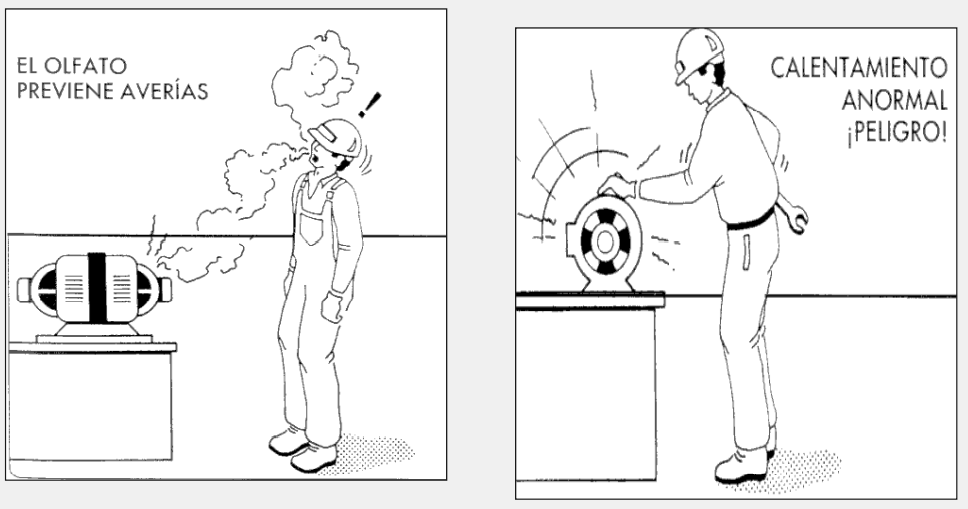 EL OLFATO
PREVIENE AVERÍAS
!
CALENTAMIENTO
ANORMAL
¡PELIGRO!